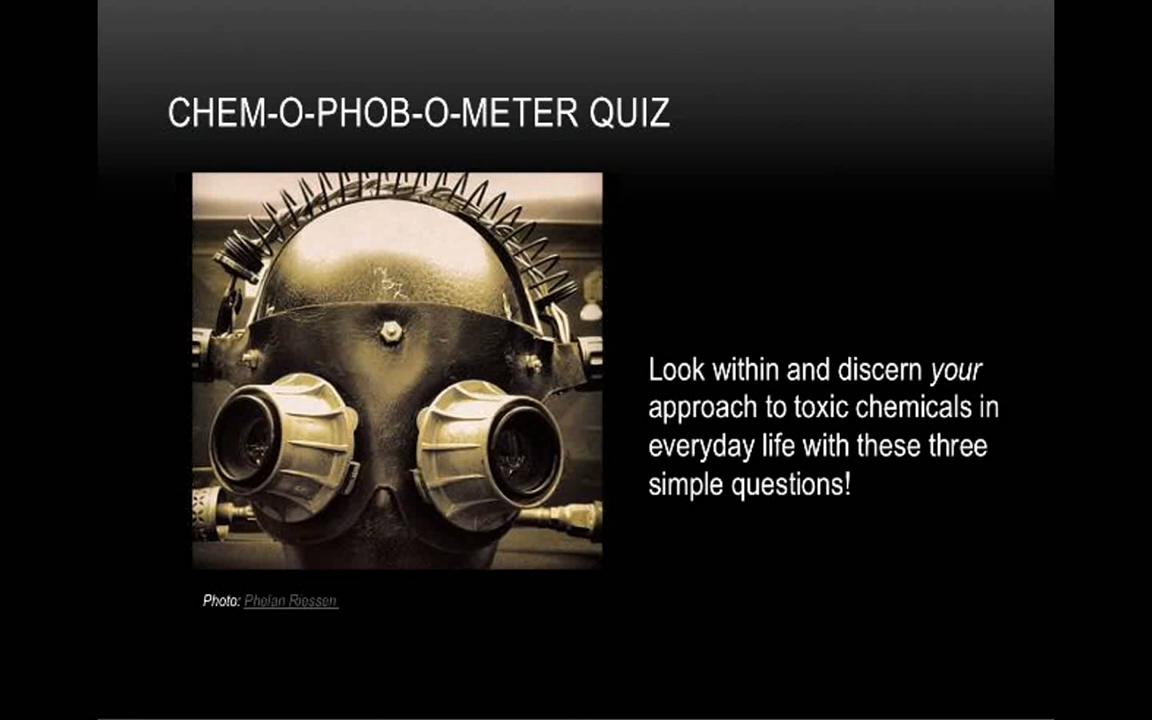 CHEM-O-PHOB-O-METER QUIZ
Look within and discern your
approach to toxic chemicals in
everyday life with these three
simple questions!
Photo: Phelan Riessen